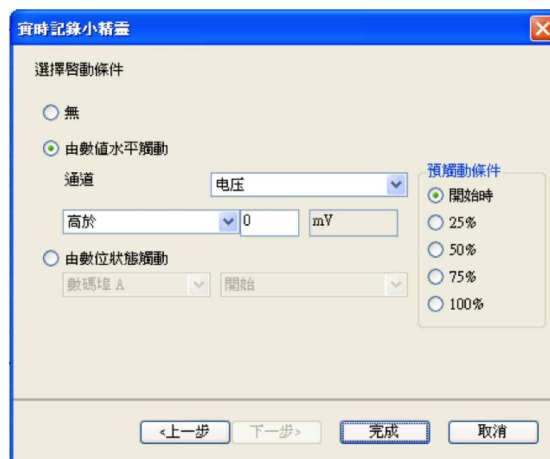 實時記錄小精靈
選擇啓動條件
無
由數值水平觸動
通道 电压
高於 0 mV
由數位狀態觸動
數碼埠 A 開始
預觸動條件
開始時
25%
50%
75%
100%
<上一步 下一步> 完成 取消